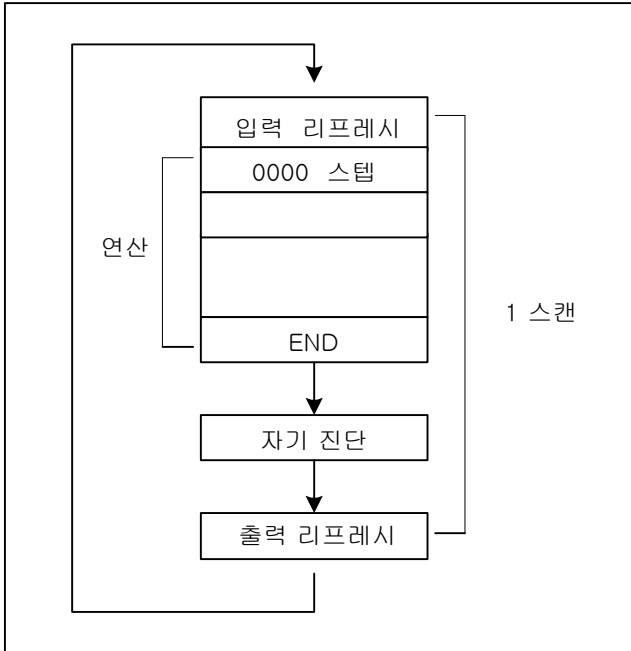 입력 리프레시
0000 스텝
연산
1 스캔
END
자기 진단
출력 리프레시